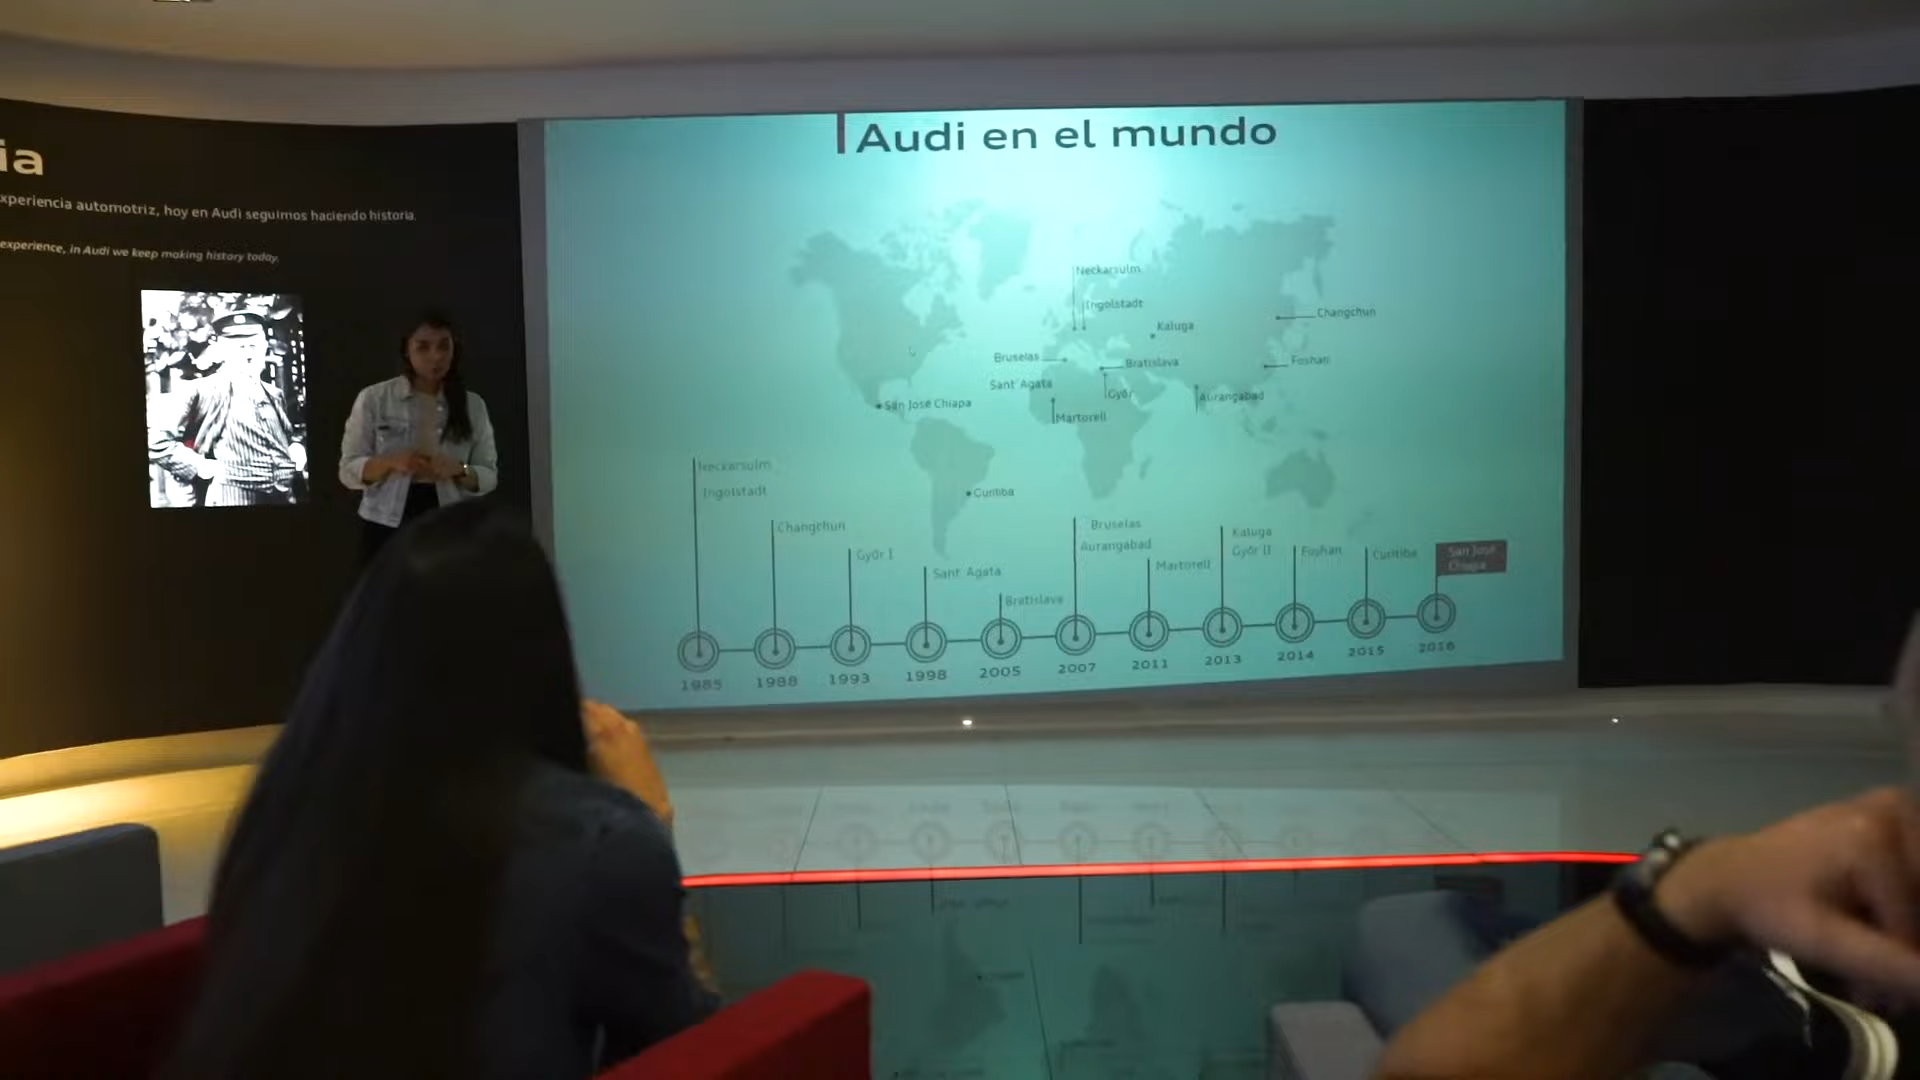 ia
xperiencia automotriz, hoy en Audi seguimos haciendo historia.
experience, in Audi we keep making history today.
Audi en el mundo
Neckarsulm
Ingolstadt
Changchun
Kaluga
Bruselas
Bratislava
Foshan
Sant´Agata
Győr
Aurangabad
San José Chiapa
Martorell
Curitiba
Neckarsulm
Ingolstadt
Changchun
Győr I
Sant´Agata
Bratislava
Bruselas
Aurangabad
Martorell
Kaluga
Győr II
Foshan
Curitiba
San José
Chiapa
1985
1988
1993
1998
2005
2007
2011
2013
2014
2015
2016